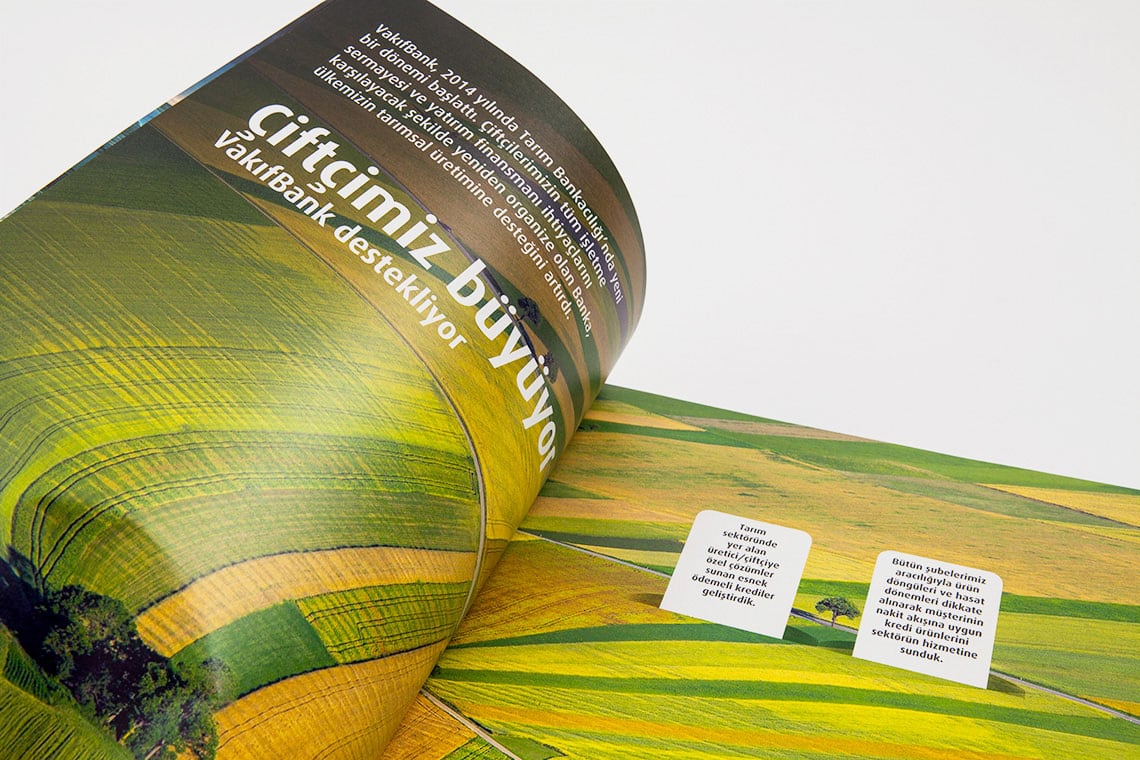 VakıfBank, 2014 yılında Tarım Bankacılığı'nda yeni
bir dönemi başlattı. Çiftçilerimizin tüm işletme
sermayesi ve yatırım finansmanı ihtiyaçlarını
karşılayacak şekilde yeniden organize olan Banka,
ülkemizin tarımsal üretimine desteğini artırdı.
Çiftçimiz büyüyor
VakıfBank destekliyor
Tarım
sektöründe
yer alan
üretici/çiftçiye
özel çözümler
sunan esnek
ödemeli krediler
geliştirdik.
Bütün şubelerimiz
aracılığıyla ürün
döngüleri ve hasat
dönemleri dikkate
alınarak müşterinin
nakit akışına uygun
kredi ürünlerini
sektörün hizmetine
sunduk.